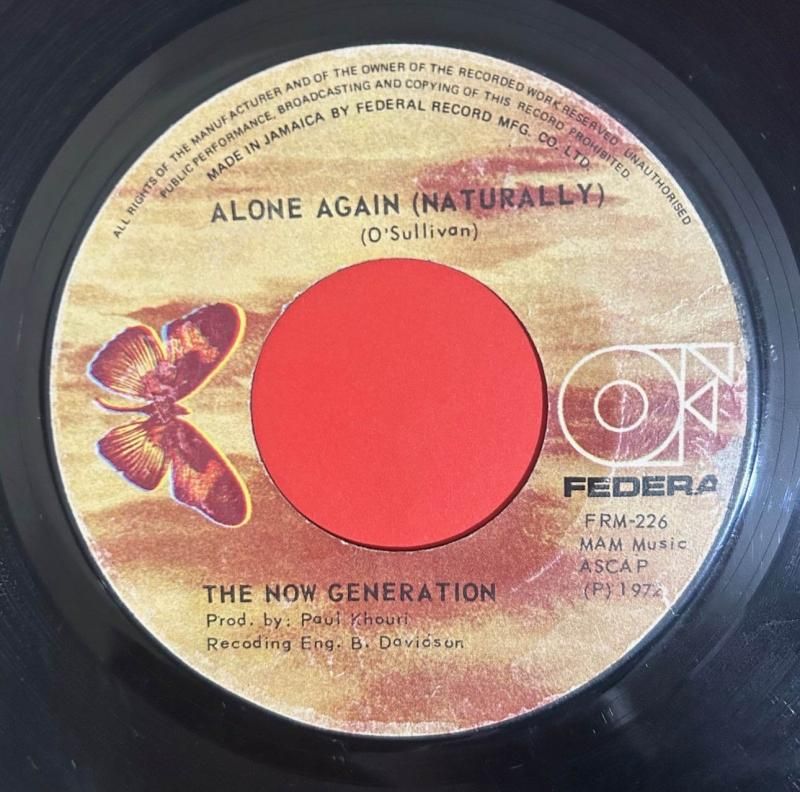 ALL RIGHTS OF THE MANUFACTURER AND OF THE OWNER OF THE RECORDED WORK RESERVED. UNAUTHORISED
PUBLIC PERFORMANCE, BROADCASTING AND COPYING OF THIS RECORD PROHIBITED.
MADE IN JAMAICA BY FEDERAL RECORD MFG. CO. LTD.
ALONE AGAIN (NATURALLY)
(O'Sullivan)
FEDERA
FRM-226
MAM Music
ASCAP
(P) 1972
THE NOW GENERATION
Prod. by: Paul Khouri
Recoding Eng. B. Davidson